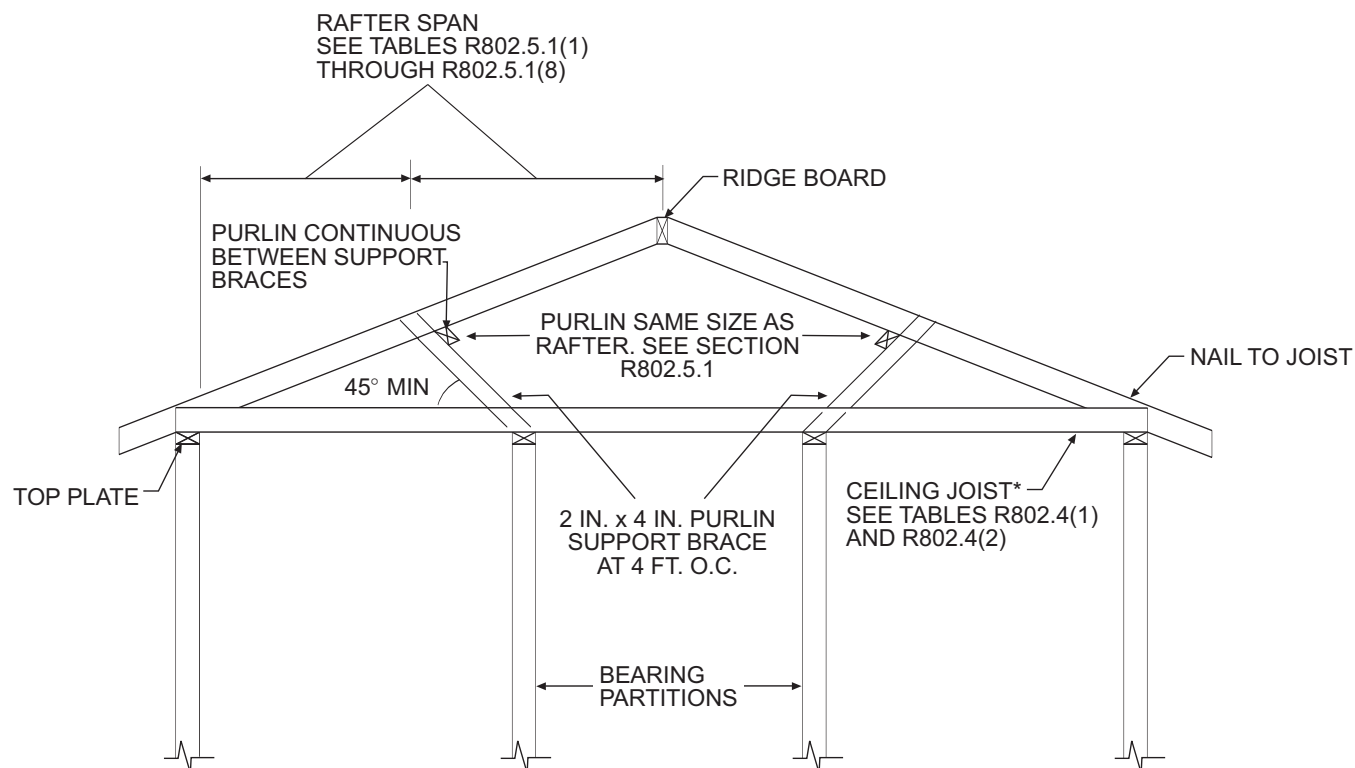 RAFTER SPAN
SEE TABLES R802.5.1(1)
THROUGH R802.5.1(8)
RIDGE BOARD
PURLIN CONTINUOUS
BETWEEN SUPPORT
BRACES
PURLIN SAME SIZE AS
RAFTER. SEE SECTION
R802.5.1
NAIL TO JOIST
45° MIN
TOP PLATE
2 IN. x 4 IN. PURLIN
SUPPORT BRACE
AT 4 FT. O.C.
CEILING JOIST*
SEE TABLES R802.4(1)
AND R802.4(2)
BEARING
PARTITIONS